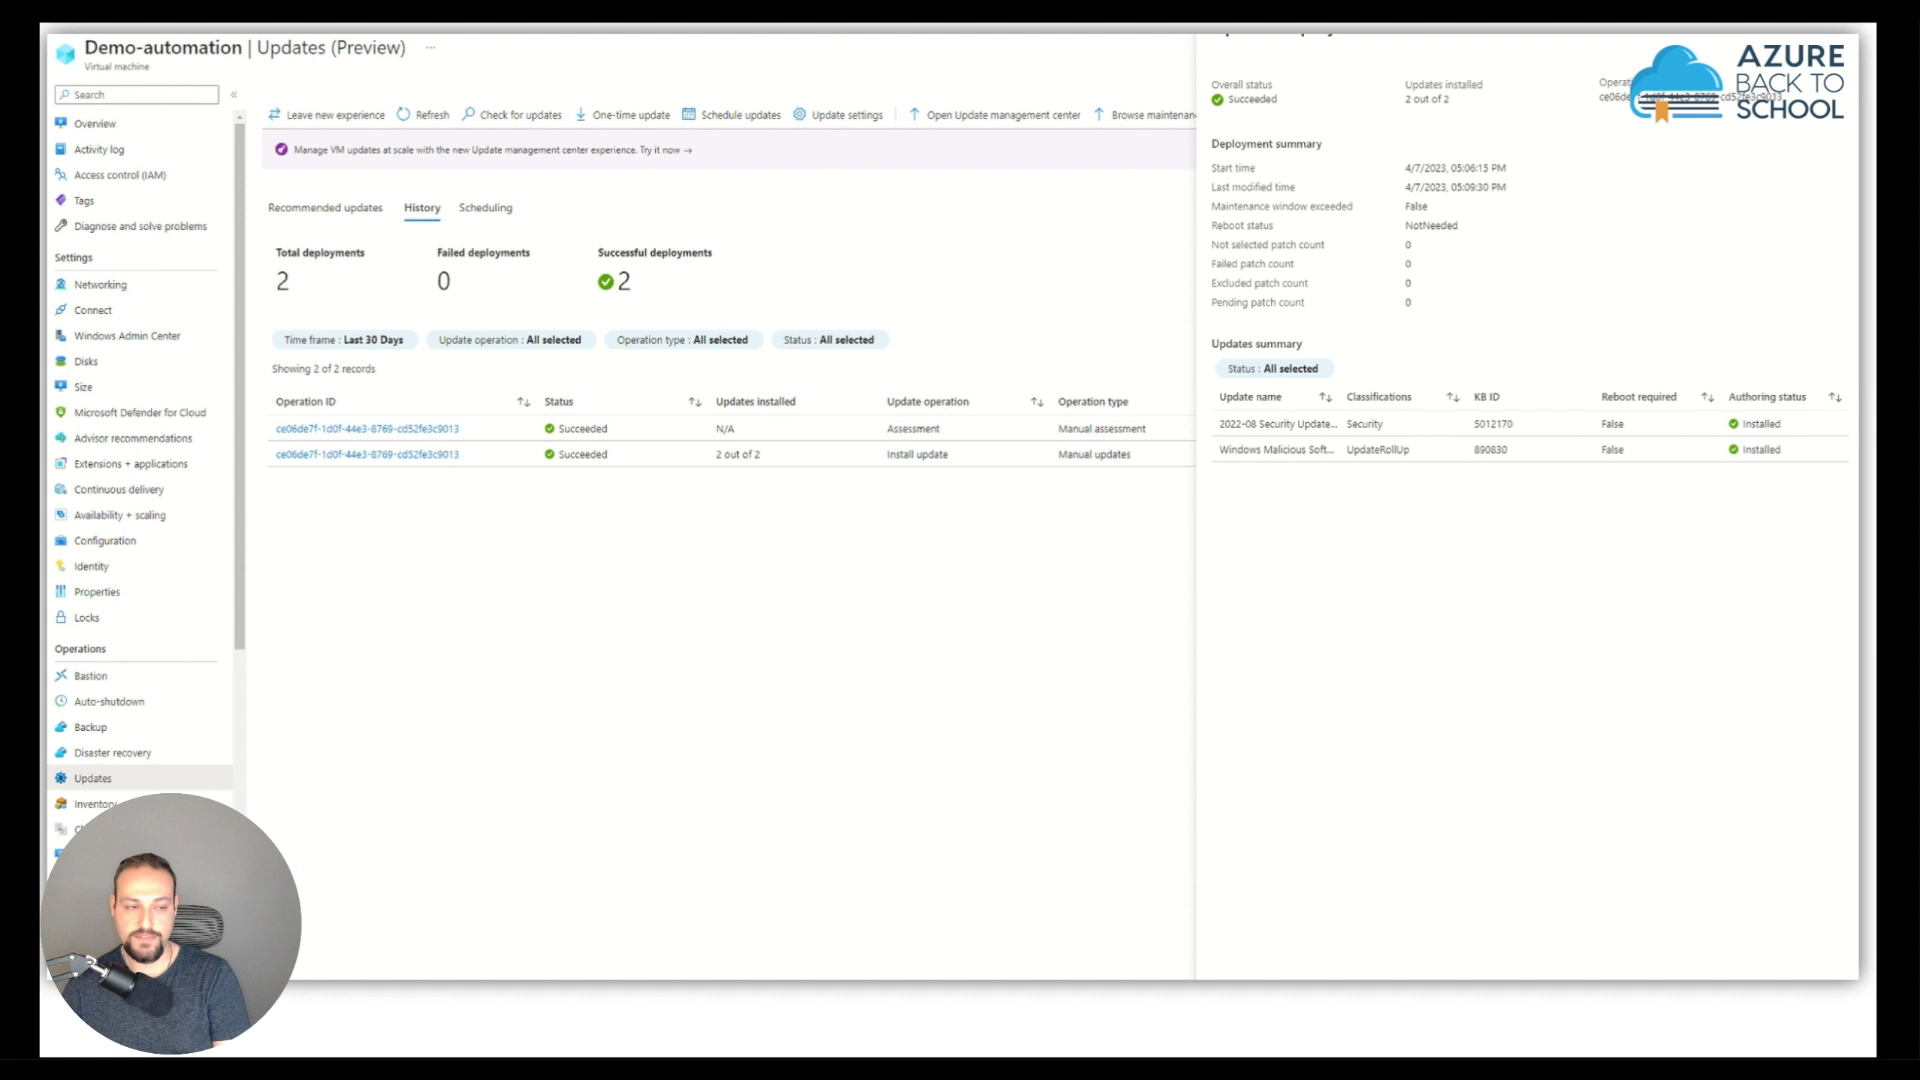 Demo-automation | Updates (Preview) ...
Virtual machine
Search
Overview
Activity log
Access control (IAM)
Tags
Diagnose and solve problems
Settings
Networking
Connect
Windows Admin Center
Disks
Size
Microsoft Defender for Cloud
Advisor recommendations
Extensions + applications
Continuous delivery
Availability + scaling
Configuration
Identity
Properties
Locks
Operations
Bastion
Auto-shutdown
Backup
Disaster recovery
Updates
Inventory
Leave new experience Refresh Check for updates One-time update Schedule updates Update settings Open Update management center Browse maintenan
Manage VM updates at scale with the new Update management center experience. Try it now →
Recommended updates History Scheduling
Total deployments Failed deployments Successful deployments
2 0 2
Time frame : Last 30 Days Update operation : All selected Operation type : All selected Status : All selected
Showing 2 of 2 records
Operation ID Status Updates installed Update operation Operation type
ce06de7f-1d0f-44e3-8769-cd52fe3c9013 Succeeded N/A Assessment Manual assessment
ce06de7f-1d0f-44e3-8769-cd52fe3c9013 Succeeded 2 out of 2 Install update Manual updates
Overall status Updates installed Operati
Succeeded 2 out of 2 ce06de7f-1d0f-44e3-8769-cd52fe3c9013
AZURE
BACK TO
SCHOOL
Deployment summary
Start time 4/7/2023, 05:06:15 PM
Last modified time 4/7/2023, 05:09:30 PM
Maintenance window exceeded False
Reboot status NotNeeded
Not selected patch count 0
Failed patch count 0
Excluded patch count 0
Pending patch count 0
Updates summary
Status : All selected
Update name Classifications KB ID Reboot required Authoring status
2022-08 Security Update... Security 5012170 False Installed
Windows Malicious Soft... UpdateRollUp 890830 False Installed